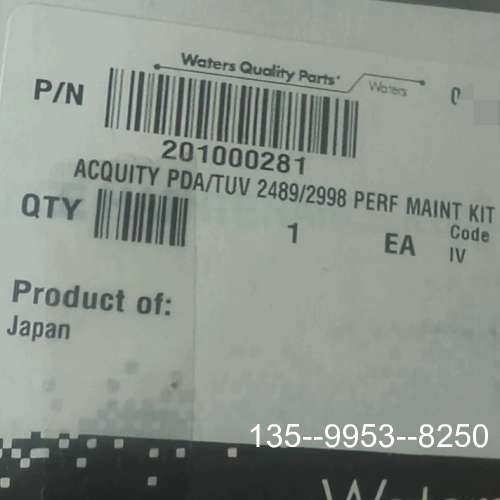 Waters Quality Parts
Waters
P/N
201000281
ACQUITY PDA/TUV 2489/2998 PERF MAINT KIT
QTY
1
EA
Code
IV
Product of:
Japan
135--9953--8250